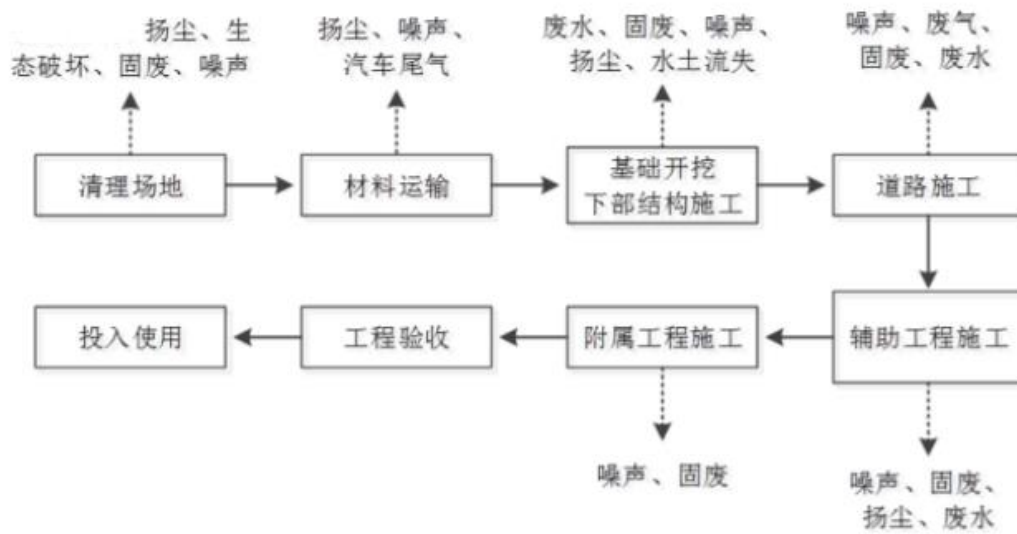 扬尘、生
态破坏、固废、噪声
扬尘、噪声、
汽车尾气
废水、固废、噪声、
扬尘、水土流失
噪声、废气、
固废、废水
清理场地
材料运输
基础开挖
下部结构施工
道路施工
投入使用
工程验收
附属工程施工
辅助工程施工
噪声、固废
噪声、固废、
扬尘、废水